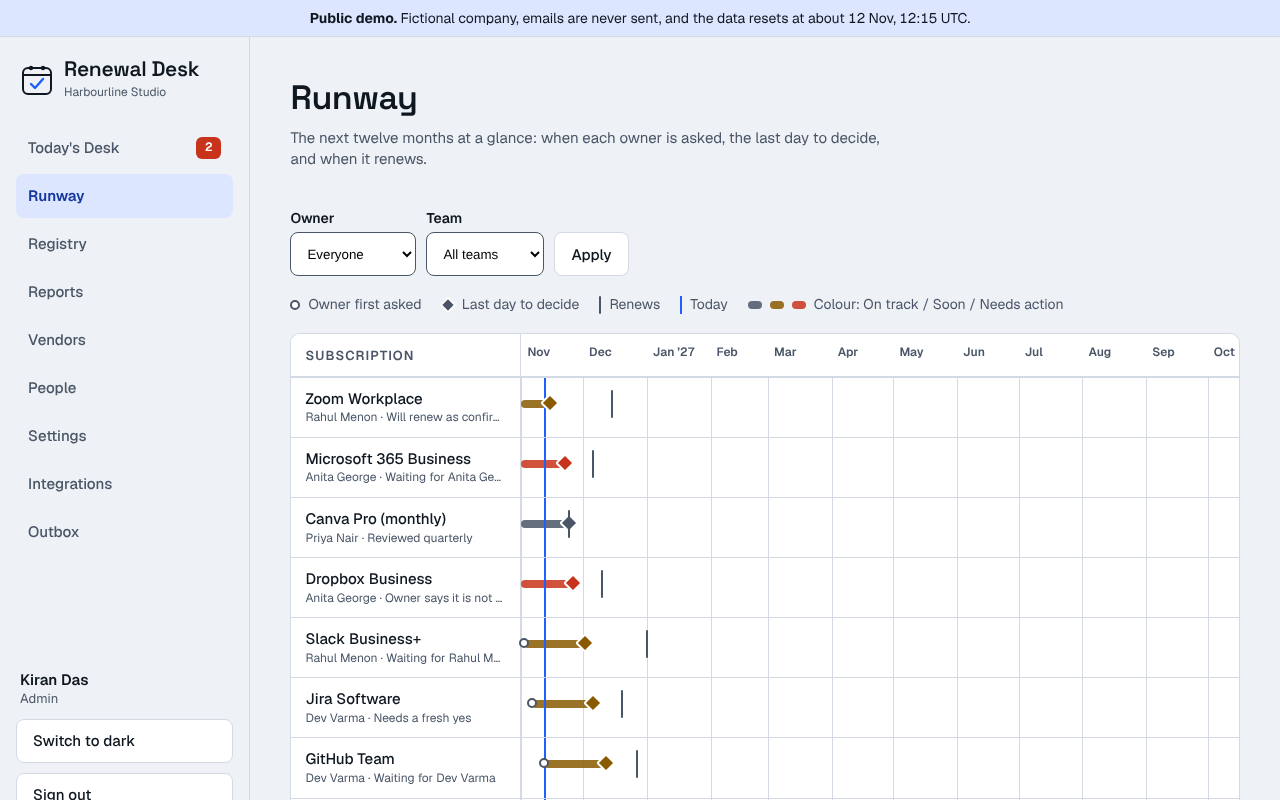 Public demo. Fictional company, emails are never sent, and the data resets at about 12 Nov, 12:15 UTC.
Renewal Desk
Harbourline Studio
Today's Desk 2
Runway
Registry
Reports
Vendors
People
Settings
Integrations
Outbox
Kiran Das
Admin
Switch to dark
Sign out
Runway
The next twelve months at a glance: when each owner is asked, the last day to decide,
and when it renews.
Owner Team
Everyone All teams Apply
Owner first asked Last day to decide Renews Today Colour: On track / Soon / Needs action
SUBSCRIPTION Nov Dec Jan '27 Feb Mar Apr May Jun Jul Aug Sep Oct
Zoom Workplace
Rahul Menon · Will renew as confir...
Microsoft 365 Business
Anita George · Waiting for Anita Ge...
Canva Pro (monthly)
Priya Nair · Reviewed quarterly
Dropbox Business
Anita George · Owner says it is not ...
Slack Business+
Rahul Menon · Waiting for Rahul M...
Jira Software
Dev Varma · Needs a fresh yes
GitHub Team
Dev Varma · Waiting for Dev Varma